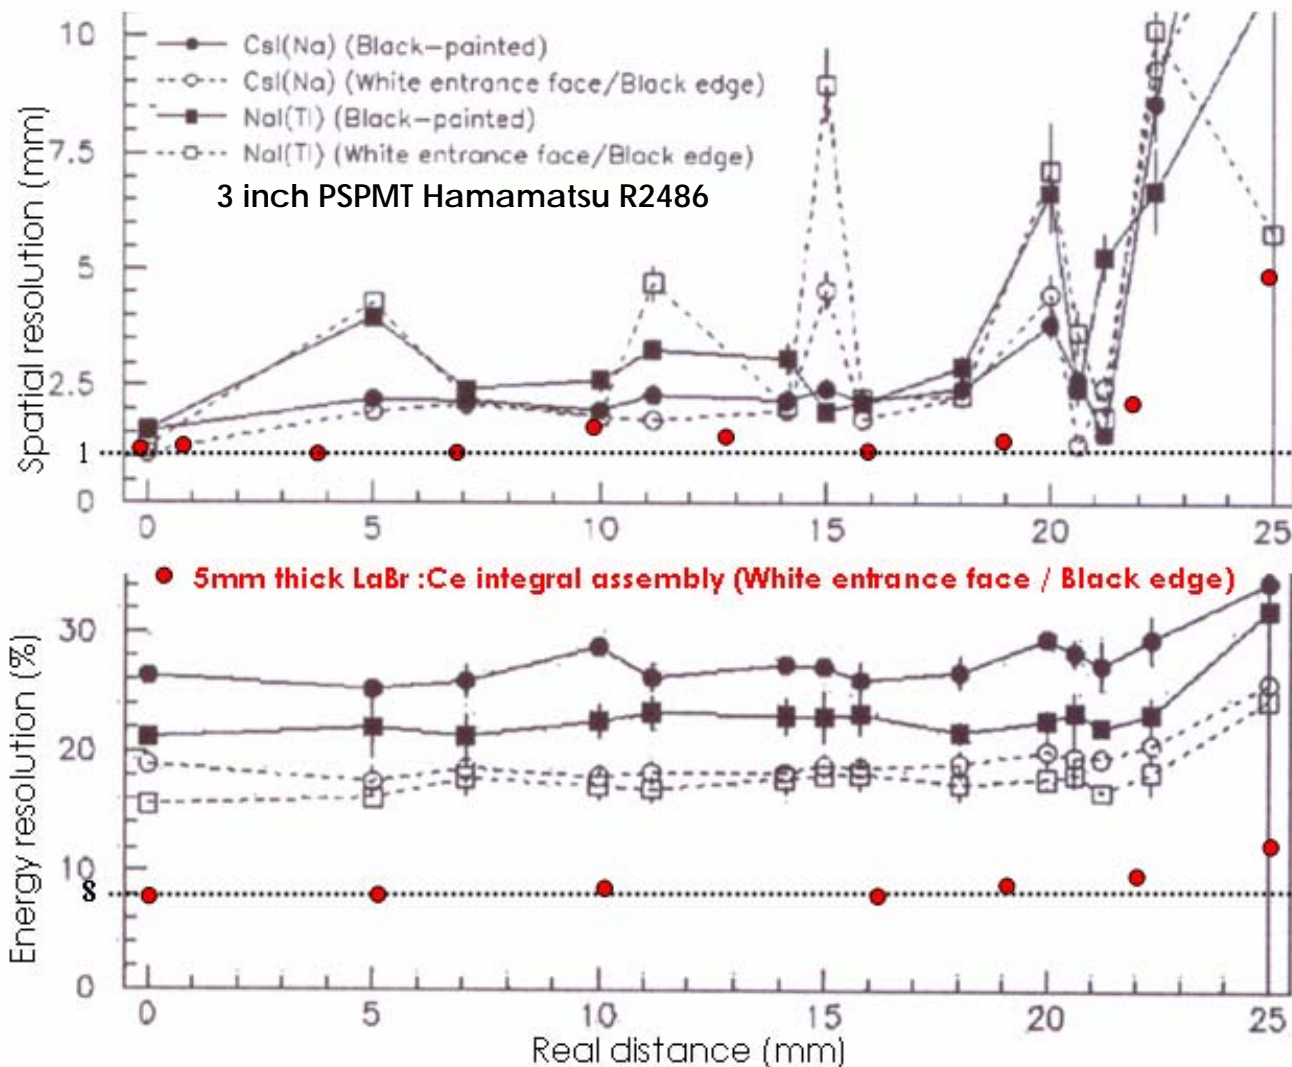 10
7.5
5
2.5
1
0
Spatial resolution (mm)
CsI(Na) (Black-painted)
CsI(Na) (White entrance face/Black edge)
NaI(Tl) (Black-painted)
NaI(Tl) (White entrance face/Black edge)
3 inch PSPMT Hamamatsu R2486
0 5 10 15 20 25
5mm thick LaBr :Ce integral assembly (White entrance face / Black edge)
30
20
10
8
0
Energy resolution (%)
0 5 10 15 20 25
Real distance (mm)